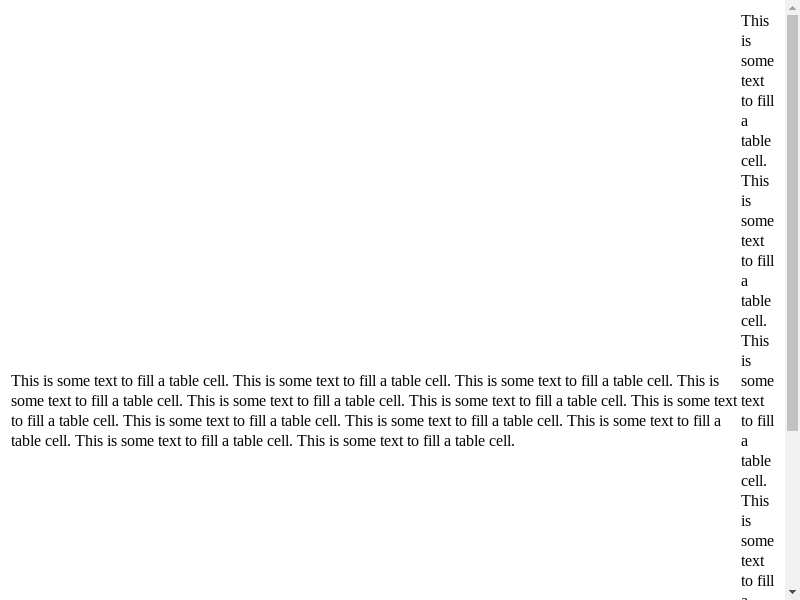 This is some text to fill a table cell. This is some text to fill a table cell. This is some text to fill a table cell. This is
some text to fill a table cell. This is some text to fill a table cell. This is some text to fill a table cell. This is some text
to fill a table cell. This is some text to fill a table cell. This is some text to fill a table cell. This is some text to fill a
table cell. This is some text to fill a table cell. This is some text to fill a table cell.
This
is
some
text
to fill
a
table
cell.
This
is
some
text
to fill
a
table
cell.
This
is
some
text
to fill
a
table
cell.
This
is
some
text
to fill